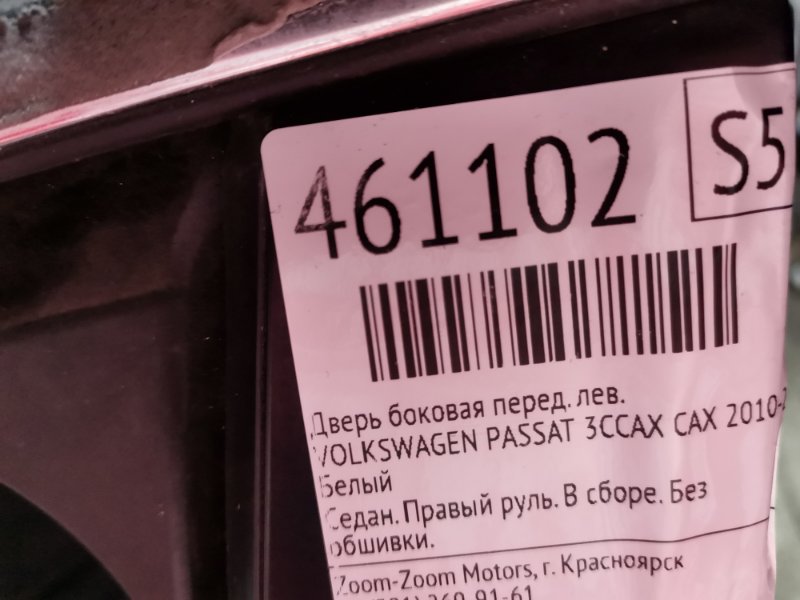 461102
S5
Дверь боковая перед. лев.
VOLKSWAGEN PASSAT 3CCAX CAX 2010-2
Белый
Седан. Правый руль. В сборе. Без
обшивки.
Zoom-Zoom Motors, г. Красноярск